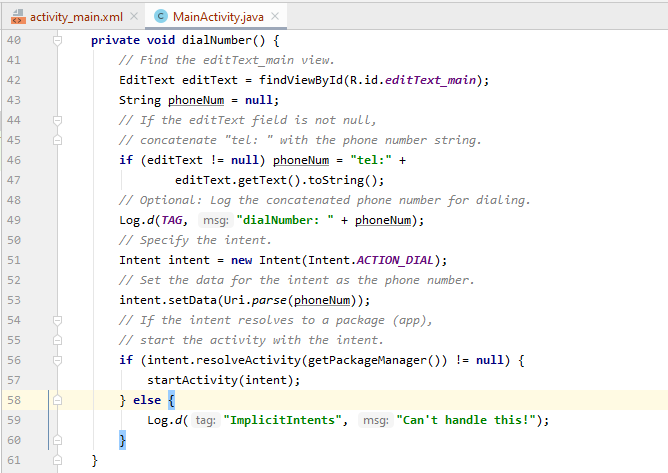 activity_main.xml MainActivity.java
40 private void dialNumber() {
41 // Find the editText_main view.
42 EditText editText = findViewById(R.id.editText_main);
43 String phoneNum = null;
44 // If the editText field is not null,
45 // concatenate "tel: " with the phone number string.
46 if (editText != null) phoneNum = "tel:" +
47 editText.getText().toString();
48 // Optional: Log the concatenated phone number for dialing.
49 Log.d(TAG, msg: "dialNumber: " + phoneNum);
50 // Specify the intent.
51 Intent intent = new Intent(Intent.ACTION_DIAL);
52 // Set the data for the intent as the phone number.
53 intent.setData(Uri.parse(phoneNum));
54 // If the intent resolves to a package (app),
55 // start the activity with the intent.
56 if (intent.resolveActivity(getPackageManager()) != null) {
57 startActivity(intent);
58 } else {
59 Log.d( tag: "ImplicitIntents", msg: "Can't handle this!");
60 }
61 }